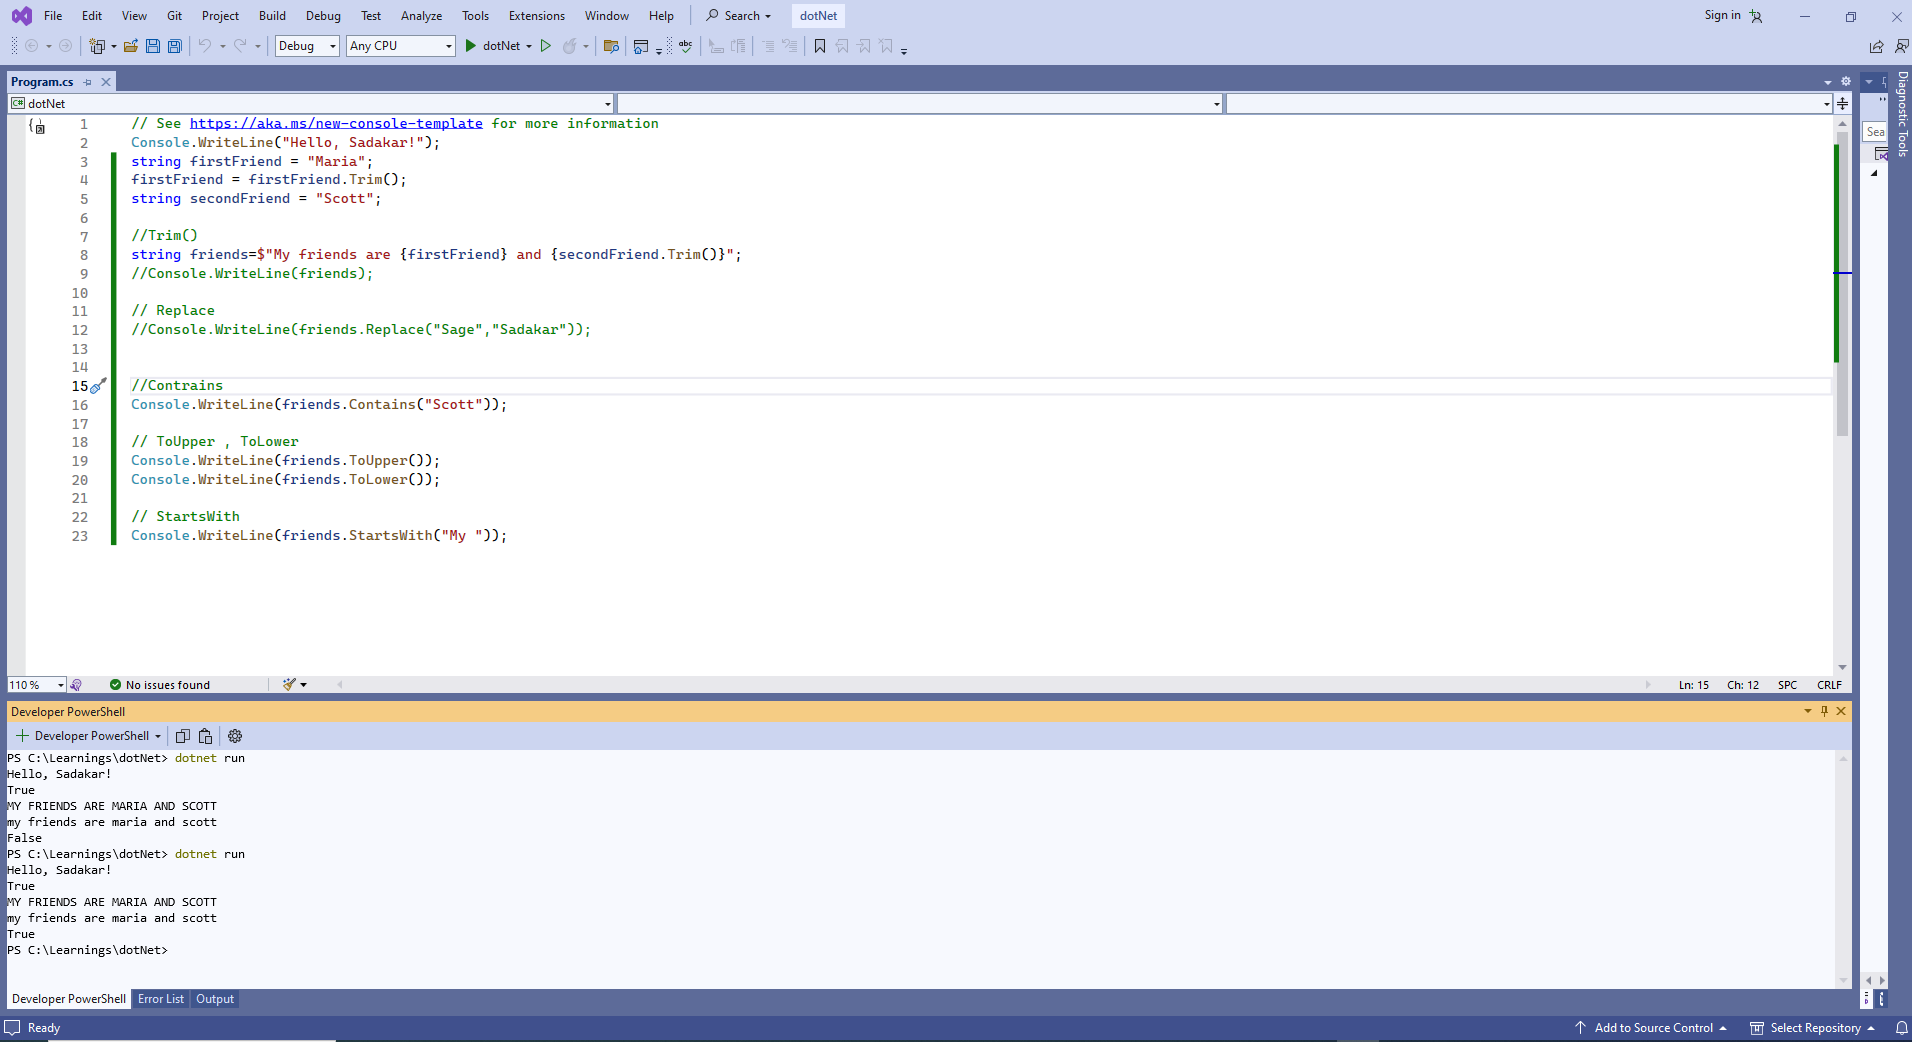 File Edit View Git Project Build Debug Test Analyze Tools Extensions Window Help Search dotNet Sign in
Debug Any CPU dotNet
Program.cs
C# dotNet
1 // See https://aka.ms/new-console-template for more information
2 Console.WriteLine("Hello, Sadakar!");
3 string firstFriend = "Maria";
4 firstFriend = firstFriend.Trim();
5 string secondFriend = "Scott";
6
7 //Trim()
8 string friends=$"My friends are {firstFriend} and {secondFriend.Trim()}";
9 //Console.WriteLine(friends);
10
11 // Replace
12 //Console.WriteLine(friends.Replace("Sage","Sadakar"));
13
14
15 //Contrains
16 Console.WriteLine(friends.Contains("Scott"));
17
18 // ToUpper , ToLower
19 Console.WriteLine(friends.ToUpper());
20 Console.WriteLine(friends.ToLower());
21
22 // StartsWith
23 Console.WriteLine(friends.StartsWith("My "));
110 % No issues found Ln: 15 Ch: 12 SPC CRLF
Developer PowerShell
Developer PowerShell
PS C:\Learnings\dotNet> dotnet run
Hello, Sadakar!
True
MY FRIENDS ARE MARIA AND SCOTT
my friends are maria and scott
False
PS C:\Learnings\dotNet> dotnet run
Hello, Sadakar!
True
MY FRIENDS ARE MARIA AND SCOTT
my friends are maria and scott
True
PS C:\Learnings\dotNet>
Developer PowerShell Error List Output
Ready Add to Source Control Select Repository
Sea
Diagnostic Tools